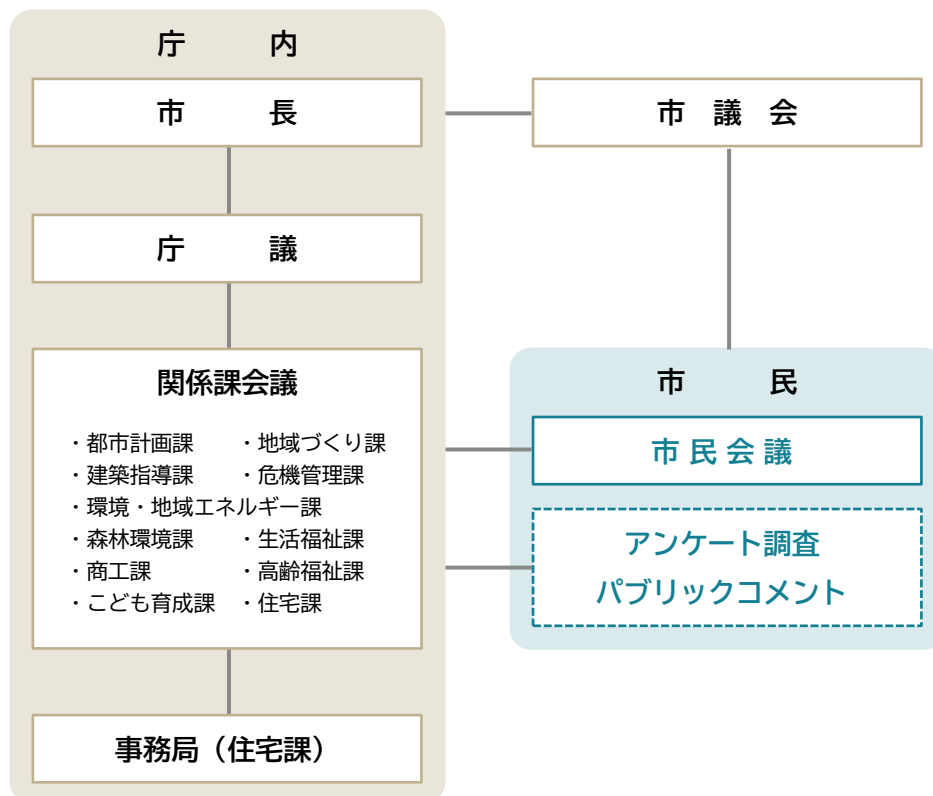 庁　内
市　長
市 議 会
庁　議
関係課会議
・都市計画課　・地域づくり課
・建築指導課　・危機管理課
・環境・地域エネルギー課
・森林環境課　・生活福祉課
・商工課　・高齢福祉課
・こども育成課　・住宅課
事務局（住宅課）
市　民
市 民 会 議
アンケート調査
パブリックコメント